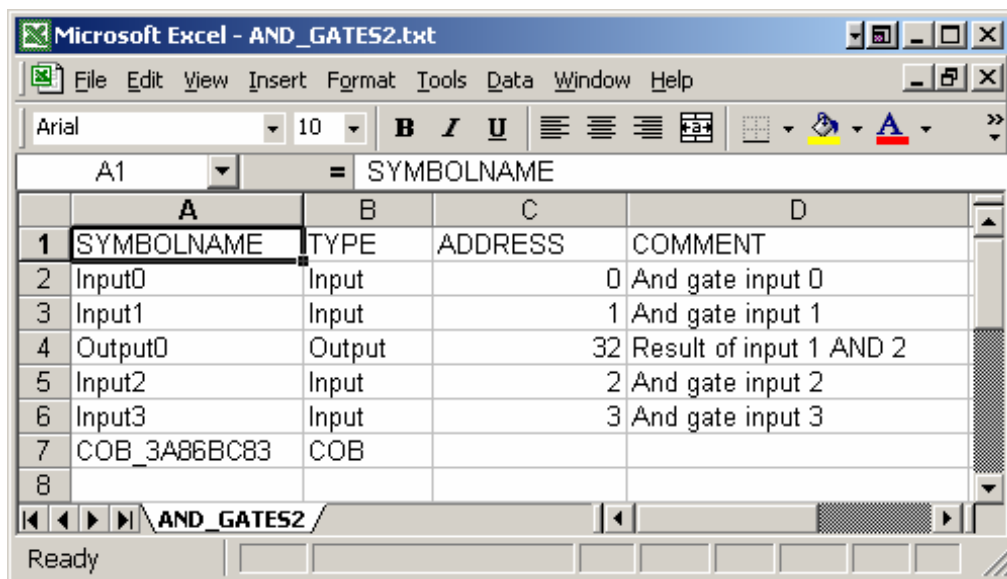 Microsoft Excel - AND_GATES2.txt
File Edit View Insert Format Tools Data Window Help
Arial 10 B I U a A »
A1 = SYMBOLNAME
A B C D
1 SYMBOLNAME TYPE ADDRESS COMMENT
2 Input0 Input 0 And gate input 0
3 Input1 Input 1 And gate input 1
4 Output0 Output 32 Result of input 1 AND 2
5 Input2 Input 2 And gate input 2
6 Input3 Input 3 And gate input 3
7 COB_3A86BC83 COB
8
AND_GATES2
Ready